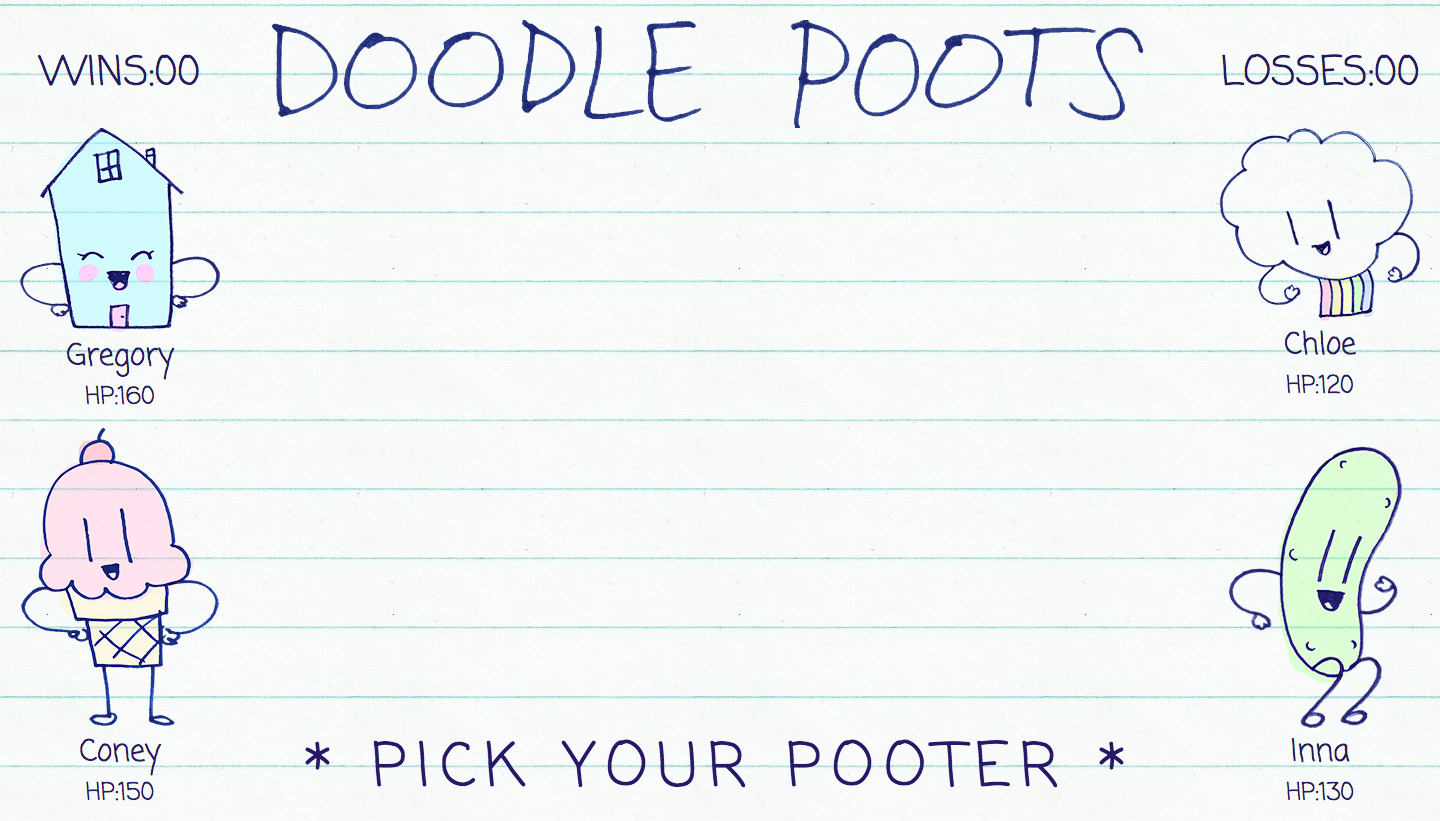 WINS:00
DOODLE POOTS
LOSSES:00
Gregory
HP:160
Chloe
HP:120
Coney
HP:150
* PICK YOUR POOTER *
Inna
HP:130